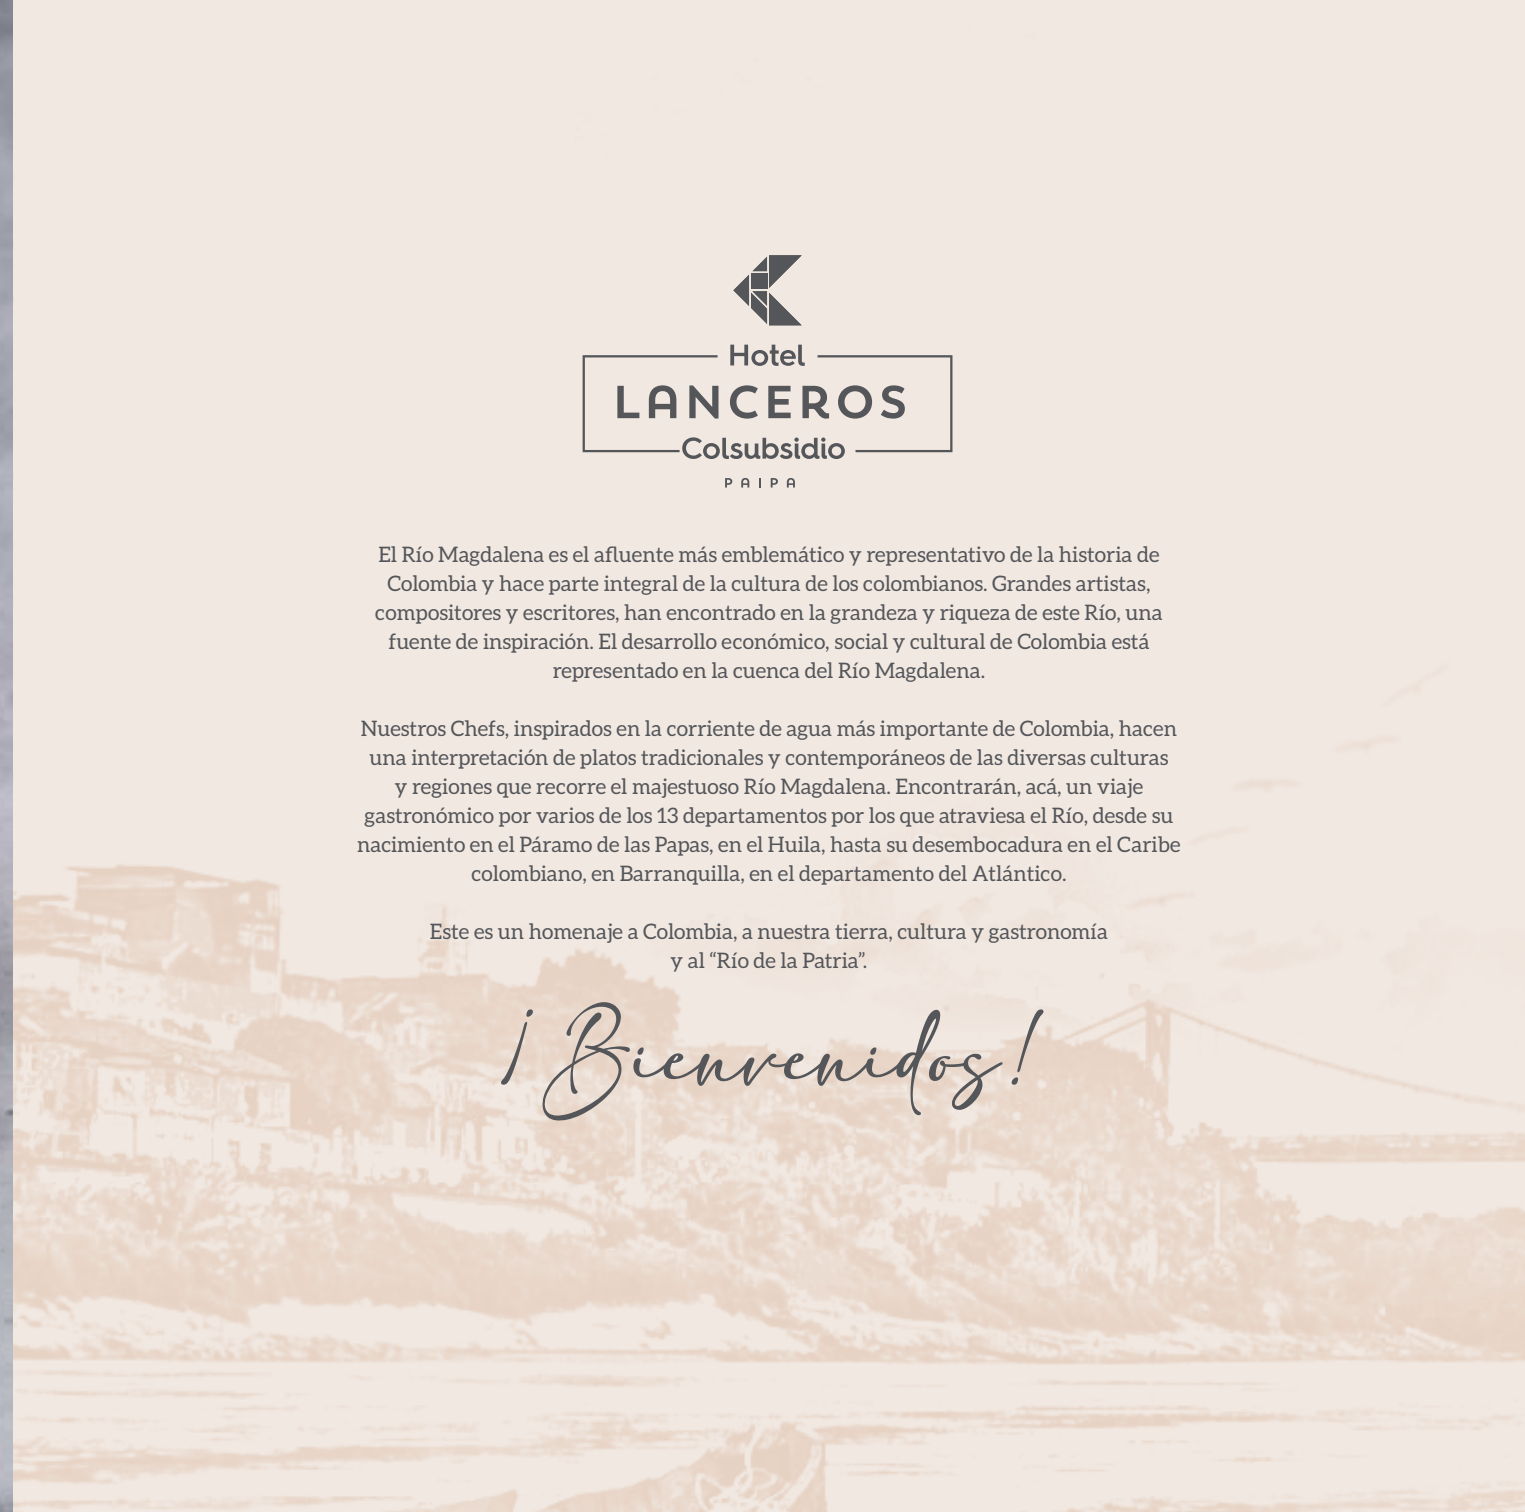 Hotel
LANCEROS
Colsubsidio
PAIPA
El Río Magdalena es el afluente más emblemático y representativo de la historia de
Colombia y hace parte integral de la cultura de los colombianos. Grandes artistas,
compositores y escritores, han encontrado en la grandeza y riqueza de este Río, una
fuente de inspiración. El desarrollo económico, social y cultural de Colombia está
representado en la cuenca del Río Magdalena.
Nuestros Chefs, inspirados en la corriente de agua más importante de Colombia, hacen
una interpretación de platos tradicionales y contemporáneos de las diversas culturas
y regiones que recorre el majestuoso Río Magdalena. Encontrarán, acá, un viaje
gastronómico por varios de los 13 departamentos por los que atraviesa el Río, desde su
nacimiento en el Páramo de las Papas, en el Huila, hasta su desembocadura en el Caribe
colombiano, en Barranquilla, en el departamento del Atlántico.
Este es un homenaje a Colombia, a nuestra tierra, cultura y gastronomía
y al “Río de la Patria”.
¡Bienvenidos!